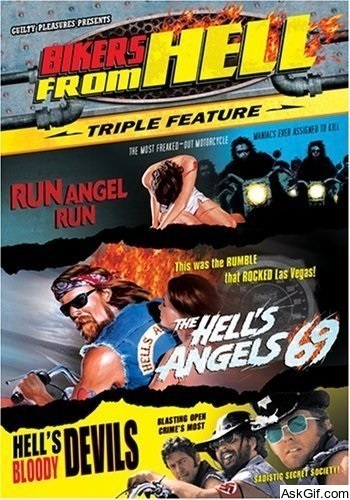 GUILTY PLEASURES PRESENTS
BIKERS
FROM HELL
TRIPLE FEATURE
THE MOST FREAKED-OUT MOTORCYCLE
MANIACS EVER ASSIGNED TO KILL
RUN ANGEL
RUN
This was the RUMBLE
that ROCKED Las Vegas!
HELLS A
THE HELL'S
ANGELS 69
HELL'S
BLOODY DEVILS
BLASTING OPEN
CRIME'S MOST
SADISTIC SECRET SOCIETY!
AskGif.com